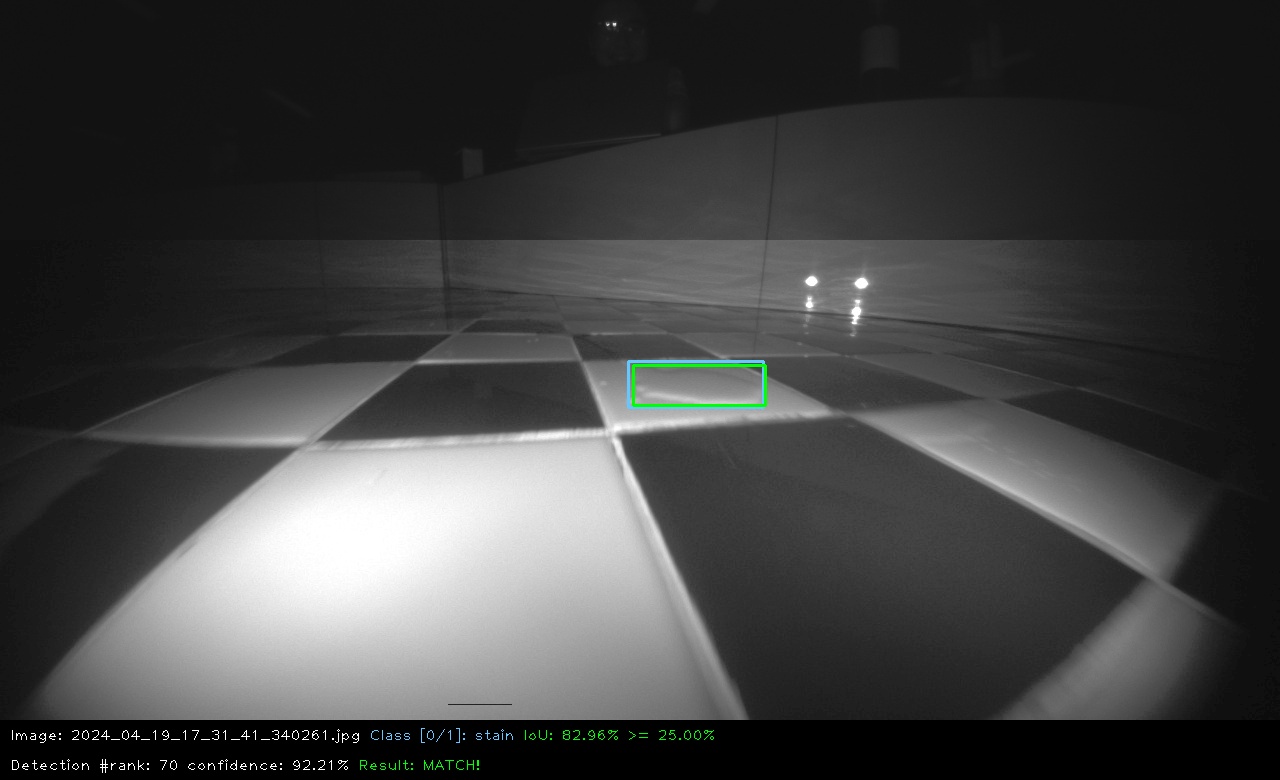 Image: 2024_04_19_17_31_41_340261.jpg Class [0/1]: stain IoU: 82.96% >= 25.00%
Detection #rank: 70 confidence: 92.21% Result: MATCH!